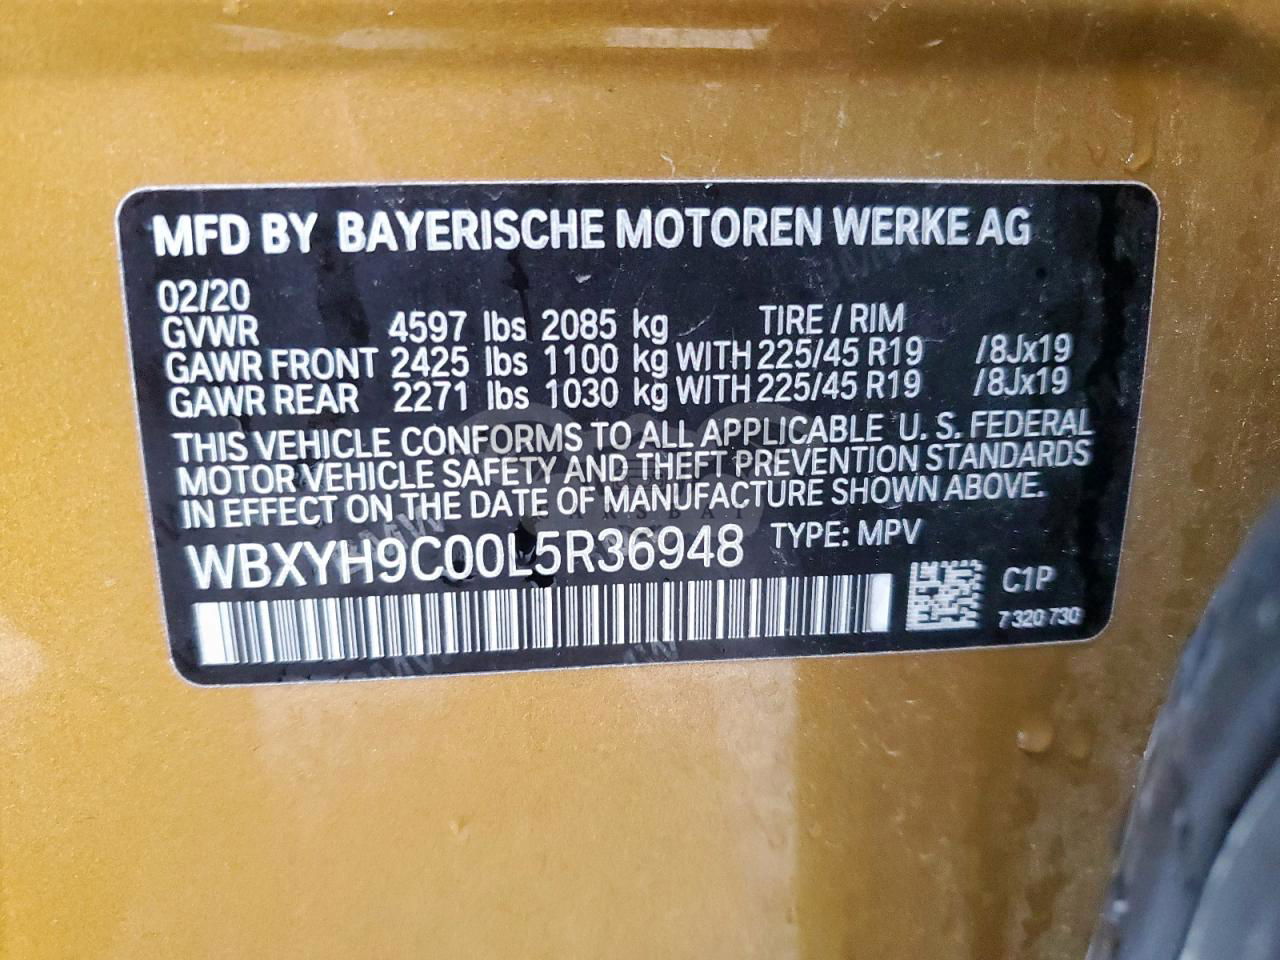 MFD BY BAYERISCHE MOTOREN WERKE AG
02/20
GVWR 4597 lbs 2085 kg TIRE / RIM
GAWR FRONT 2425 lbs 1100 kg WITH 225/45 R19 /8Jx19
GAWR REAR 2271 lbs 1030 kg WITH 225/45 R19 /8Jx19
THIS VEHICLE CONFORMS TO ALL APPLICABLE U. S. FEDERAL
MOTOR VEHICLE SAFETY AND THEFT PREVENTION STANDARDS
IN EFFECT ON THE DATE OF MANUFACTURE SHOWN ABOVE.
WBXYH9C00L5R36948 TYPE: MPV
C1P
7 320 730